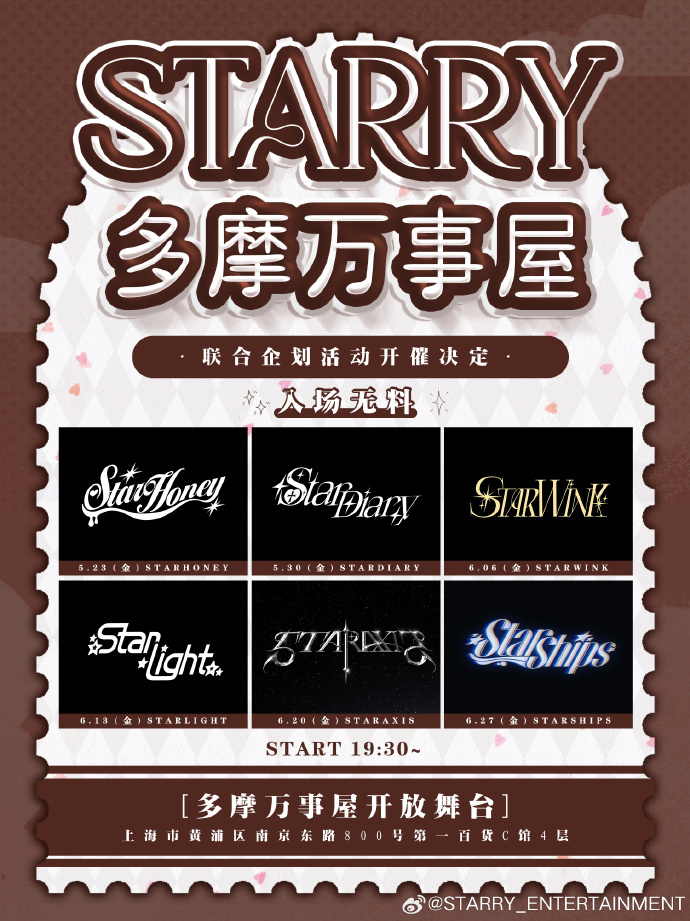 STARRY
多摩万事屋
· 联合企划活动开催决定 ·
入场无料
StarHoney
StarDiary
STARWINK
5.23(金)STARHONEY
5.30(金)STARDIARY
6.06(金)STARWINK
StarLight
STARAXIS
Starships
6.13(金)STARLIGHT
6.20(金)STARAXIS
6.27(金)STARSHIPS
START 19:30~
[多摩万事屋开放舞台]
上海市黄浦区南京东路800号第一百货C馆4层
@STARRY_ENTERTAINMENT